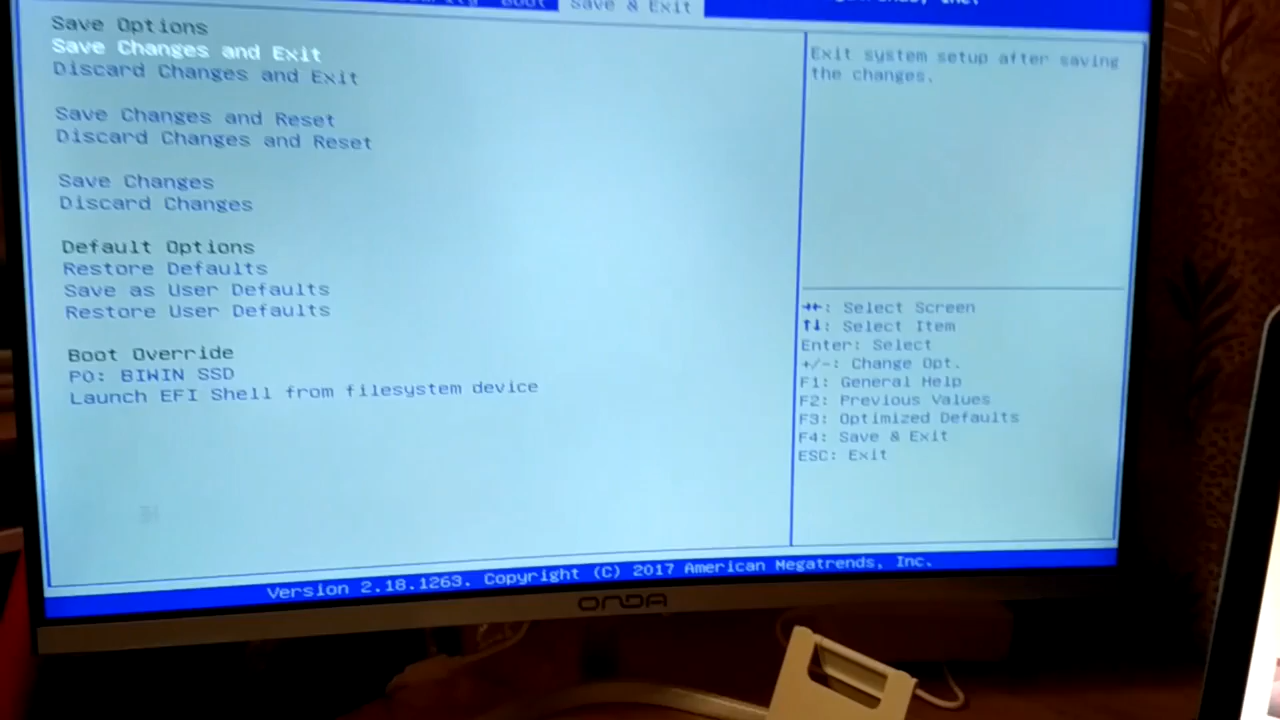 Boot Save & Exit
Inc.
Save Options
Save Changes and Exit
Discard Changes and Exit
Save Changes and Reset
Discard Changes and Reset
Save Changes
Discard Changes
Default Options
Restore Defaults
Save as User Defaults
Restore User Defaults
Boot Override
P0: BIWIN SSD
Launch EFI Shell from filesystem device
Exit system setup after saving
the changes.
→←: Select Screen
↑↓: Select Item
Enter: Select
+/-: Change Opt.
F1: General Help
F2: Previous Values
F3: Optimized Defaults
F4: Save & Exit
ESC: Exit
Version 2.18.1263. Copyright (C) 2017 American Megatrends, Inc.
ONDA